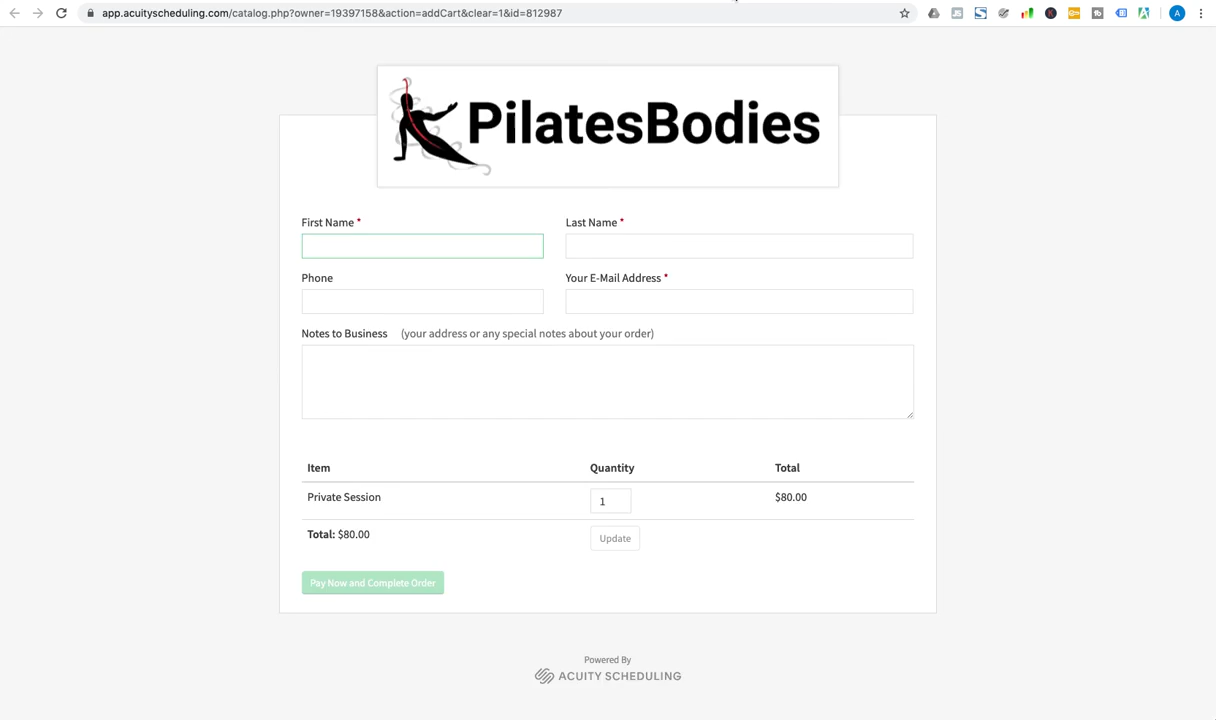 app.acuityscheduling.com/catalog.php?owner=19397158&action=addCart&clear=1&id=812987
A
PilatesBodies
First Name *
Last Name *
Phone
Your E-Mail Address *
Notes to Business (your address or any special notes about your order)
Item Quantity Total
Private Session 1 $80.00
Total: $80.00 Update
Pay Now and Complete Order
Powered By
ACUITY SCHEDULING